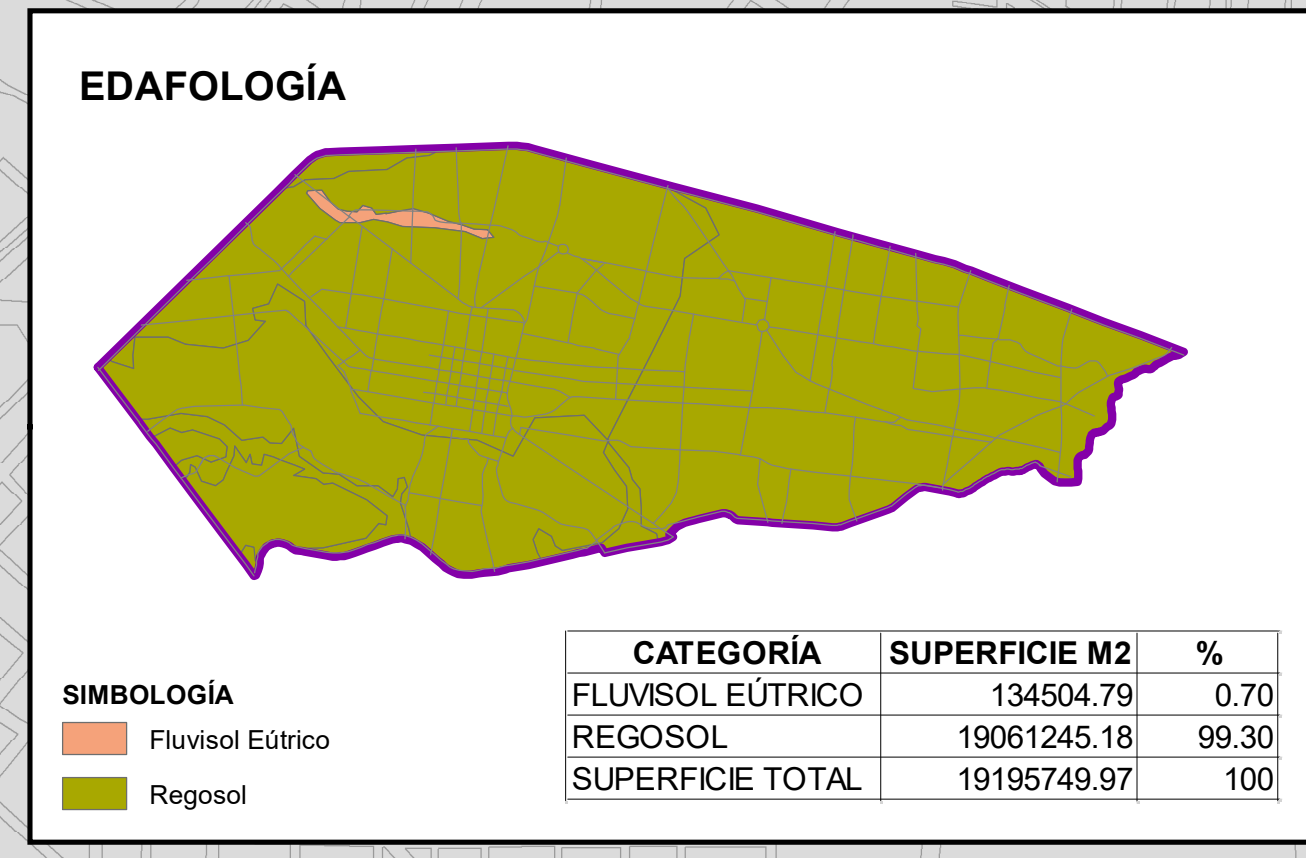 EDAFOLOGÍA
SIMBOLOGÍA
Fluvisol Eútrico
Regosol
CATEGORÍA SUPERFICIE M2 %
FLUVISOL EÚTRICO 134504.79 0.70
REGOSOL 19061245.18 99.30
SUPERFICIE TOTAL 19195749.97 100